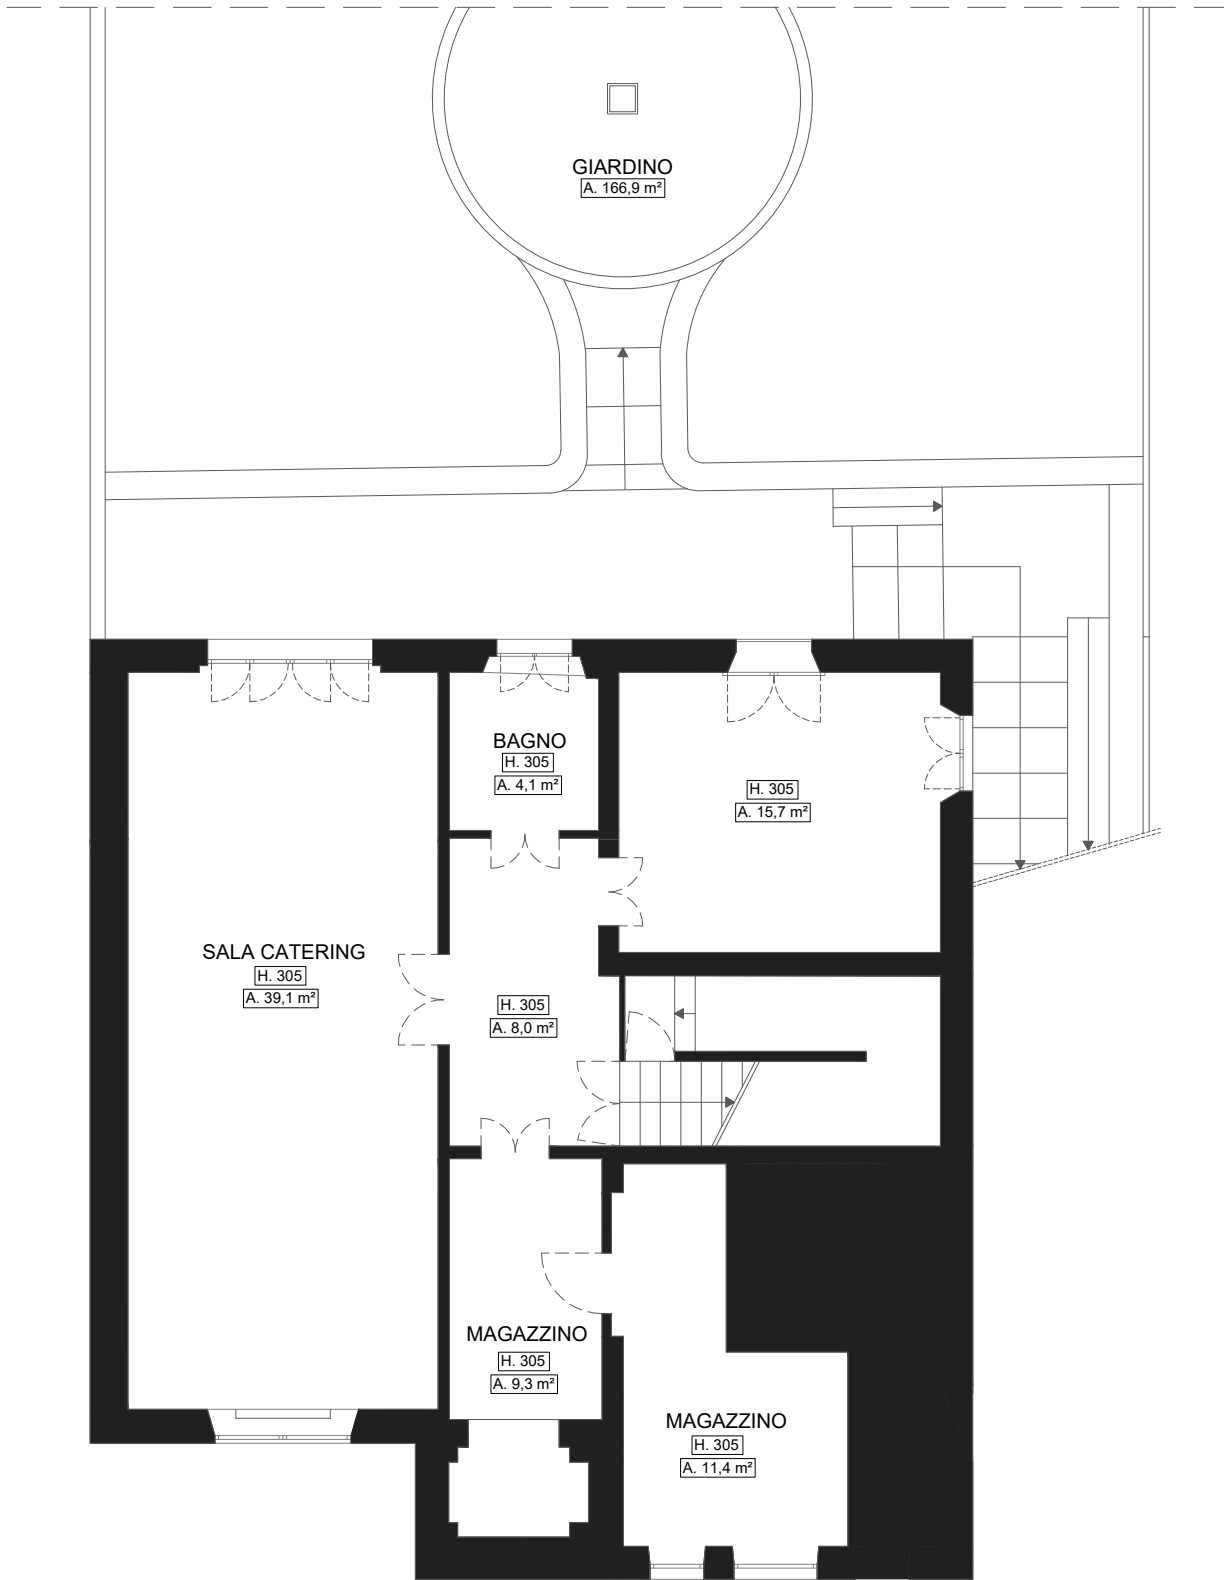 GIARDINO
A. 166,9 m²
BAGNO
H. 305
A. 4,1 m²
H. 305
A. 15,7 m²
SALA CATERING
H. 305
A. 39,1 m²
H. 305
A. 8,0 m²
MAGAZZINO
H. 305
A. 9,3 m²
MAGAZZINO
H. 305
A. 11,4 m²